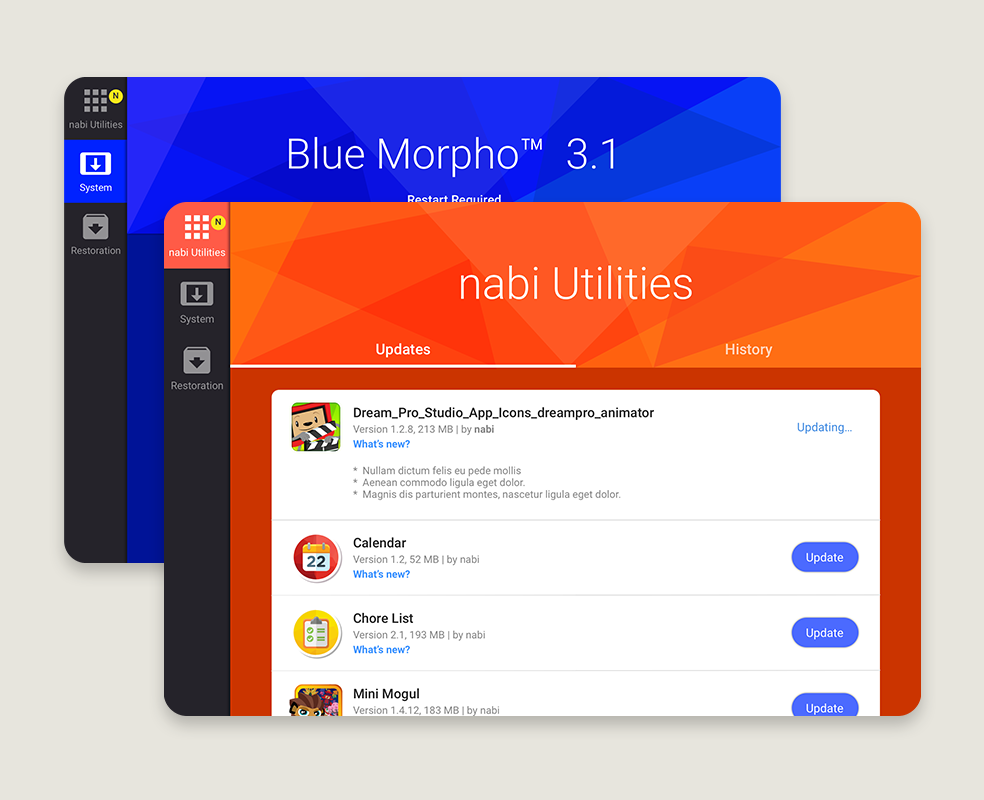 N
nabi Utilities
System
Restoration
Blue Morpho™ 3.1
Restart Required
N
nabi Utilities
System
Restoration
nabi Utilities
Updates
History
Dream_Pro_Studio_App_Icons_dreampro_animator
Version 1.2.8, 213 MB | by nabi
What's new?
Updating...
* Nullam dictum felis eu pede mollis
* Aenean commodo ligula eget dolor.
* Magnis dis parturient montes, nascetur ligula eget dolor.
22
Calendar
Version 1.2, 52 MB | by nabi
What's new?
Update
Chore List
Version 2.1, 193 MB | by nabi
What's new?
Update
Mini Mogul
Version 1.4.12, 183 MB | by nabi
Update